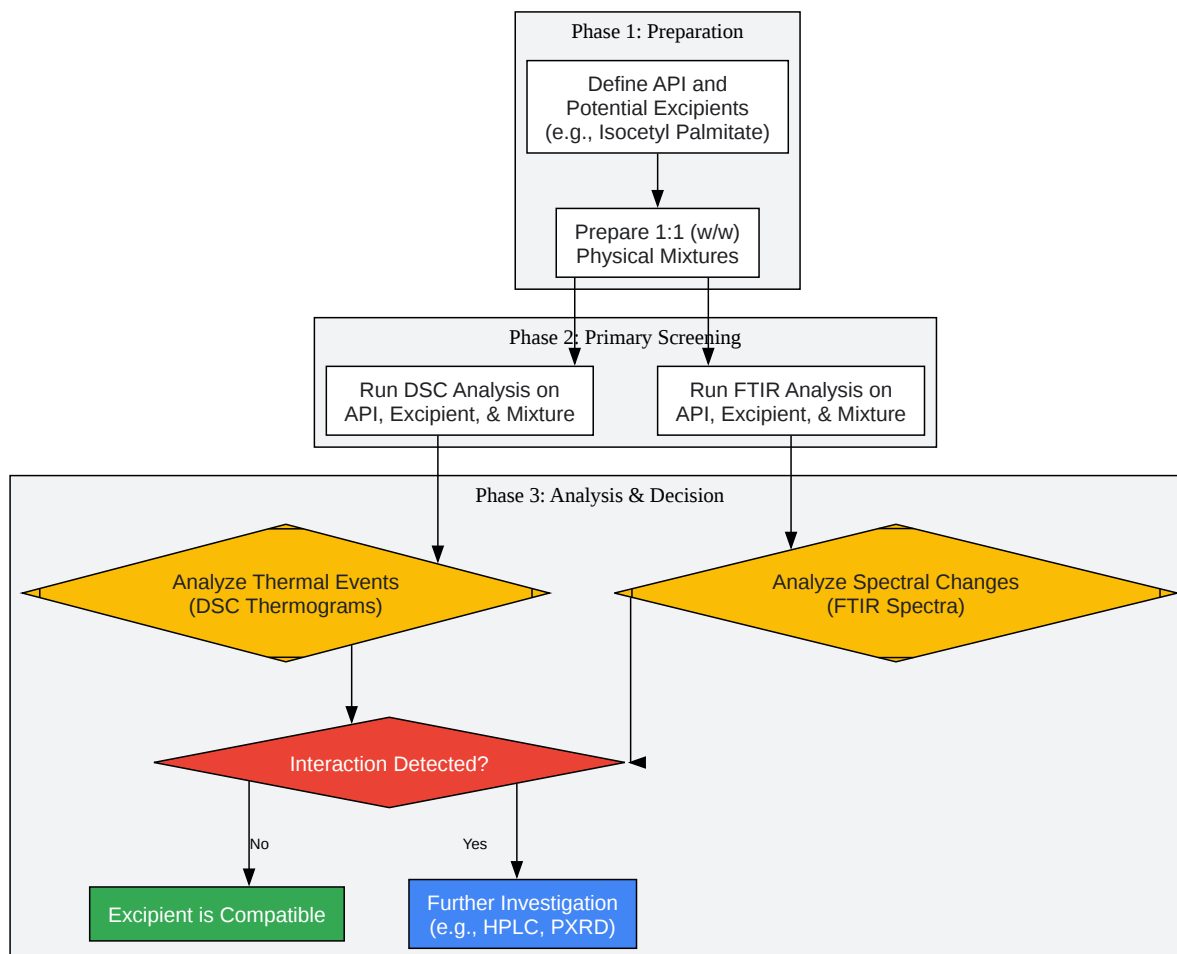 Phase 1: Preparation
Define API and
Potential Excipients
(e.g., Isocetyl Palmitate)
Prepare 1:1 (w/w)
Physical Mixtures
Phase 2: Primary Screening
Run DSC Analysis on
API, Excipient, & Mixture
Run FTIR Analysis on
API, Excipient, & Mixture
Phase 3: Analysis & Decision
Analyze Thermal Events
(DSC Thermograms)
Analyze Spectral Changes
(FTIR Spectra)
Interaction Detected?
No
Yes
Excipient is Compatible
Further Investigation
(e.g., HPLC, PXRD)